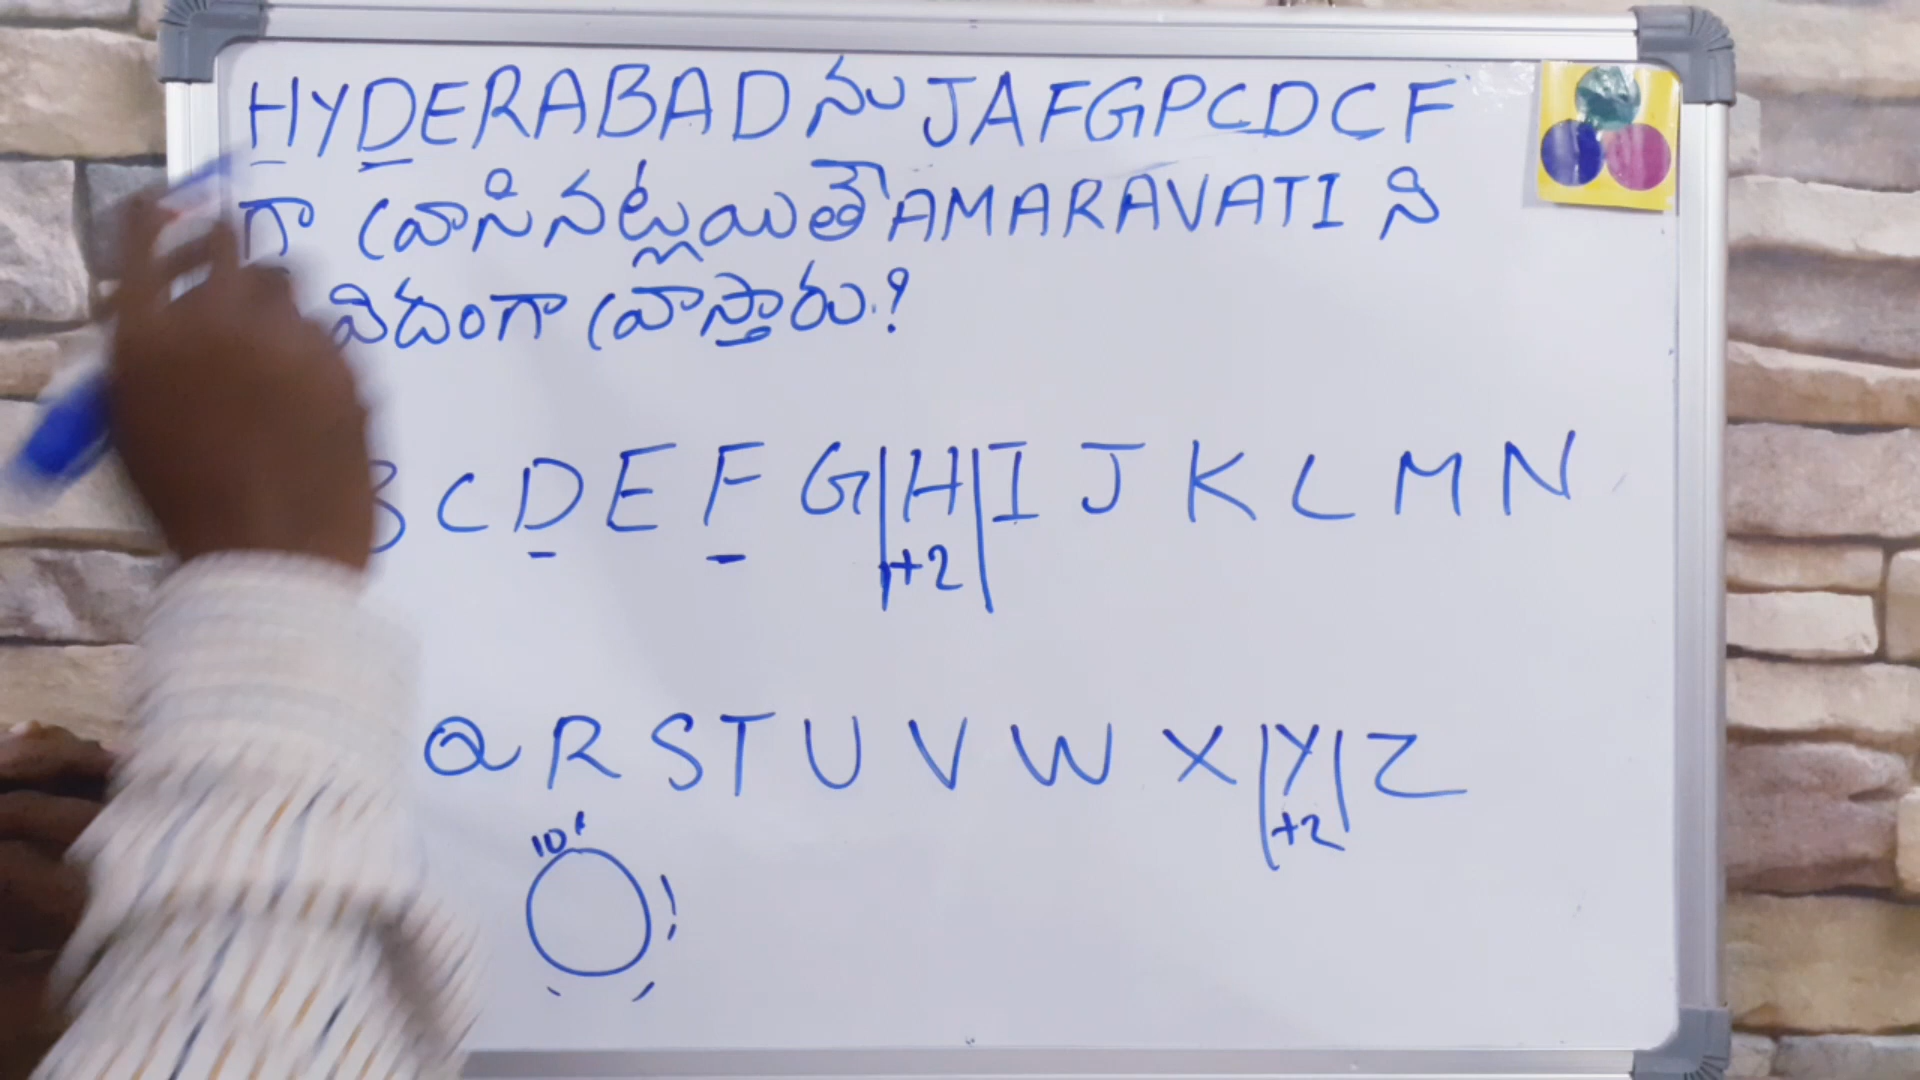 HYDERABAD ను JAFGPCDCF
గా వ్రాసినట్లయితే AMARAVATI ని
విదంగా వ్రాస్తారు.?
B C D E F G H I J K L M N
+2
Q R S T U V W X Y Z
+2
10